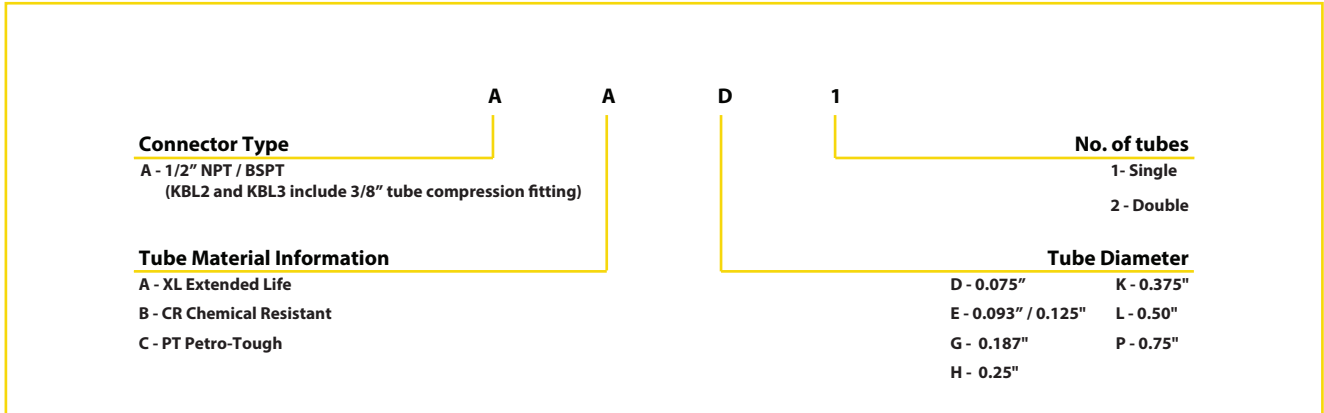 A A D 1
Connector Type
A - 1/2” NPT / BSPT
(KBL2 and KBL3 include 3/8” tube compression fitting)
No. of tubes
1- Single
2 - Double
Tube Material Information
A - XL Extended Life
B - CR Chemical Resistant
C - PT Petro-Tough
Tube Diameter
D - 0.075” K - 0.375"
E - 0.093” / 0.125" L - 0.50"
G - 0.187" P - 0.75"
H - 0.25"